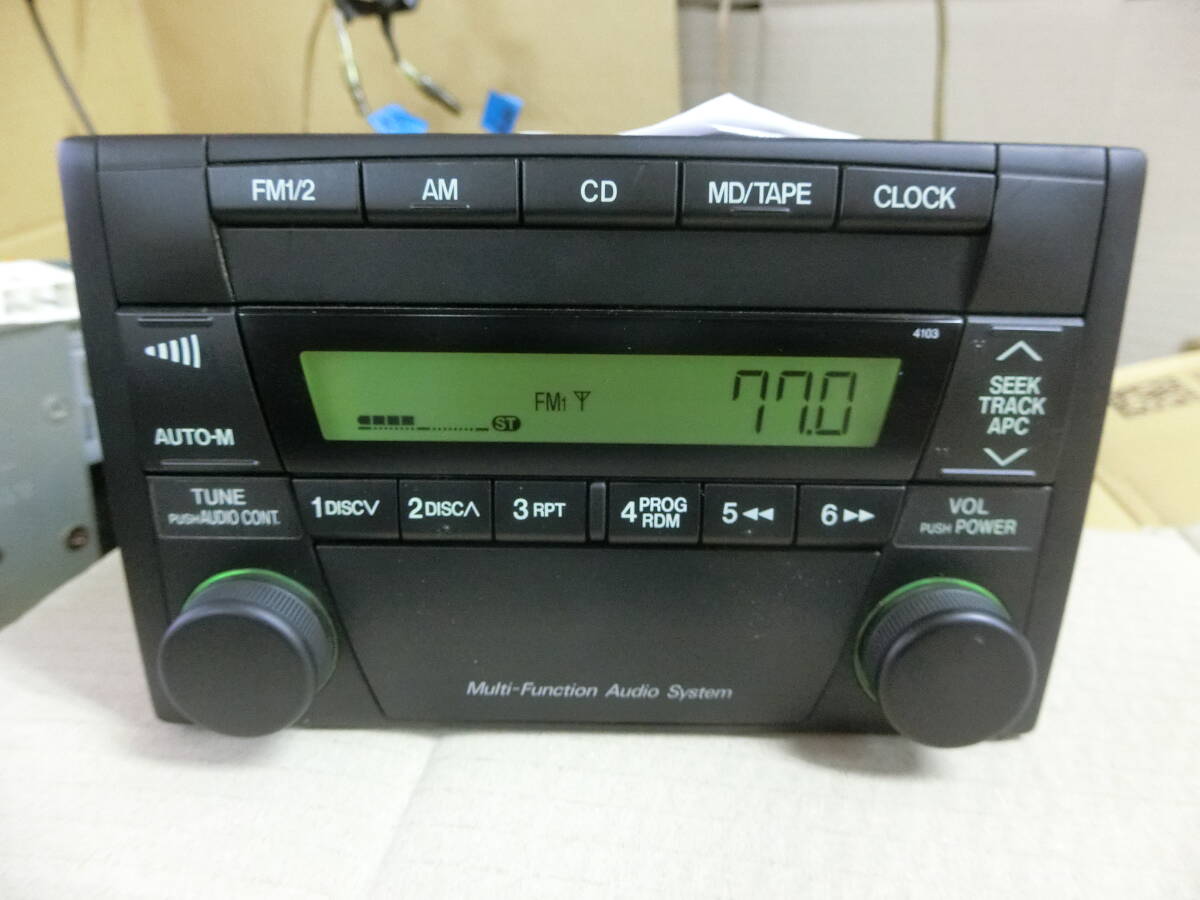 FM1/2 AM CD MD/TAPE CLOCK
4103
AUTO-M
FM1 ST 77.0
SEEK
TRACK
APC
TUNE
PUSH AUDIO CONT.
1 DISC 2 DISC 3 RPT 4 PROG RDM 5 6
VOL
PUSH POWER
Multi-Function Audio System